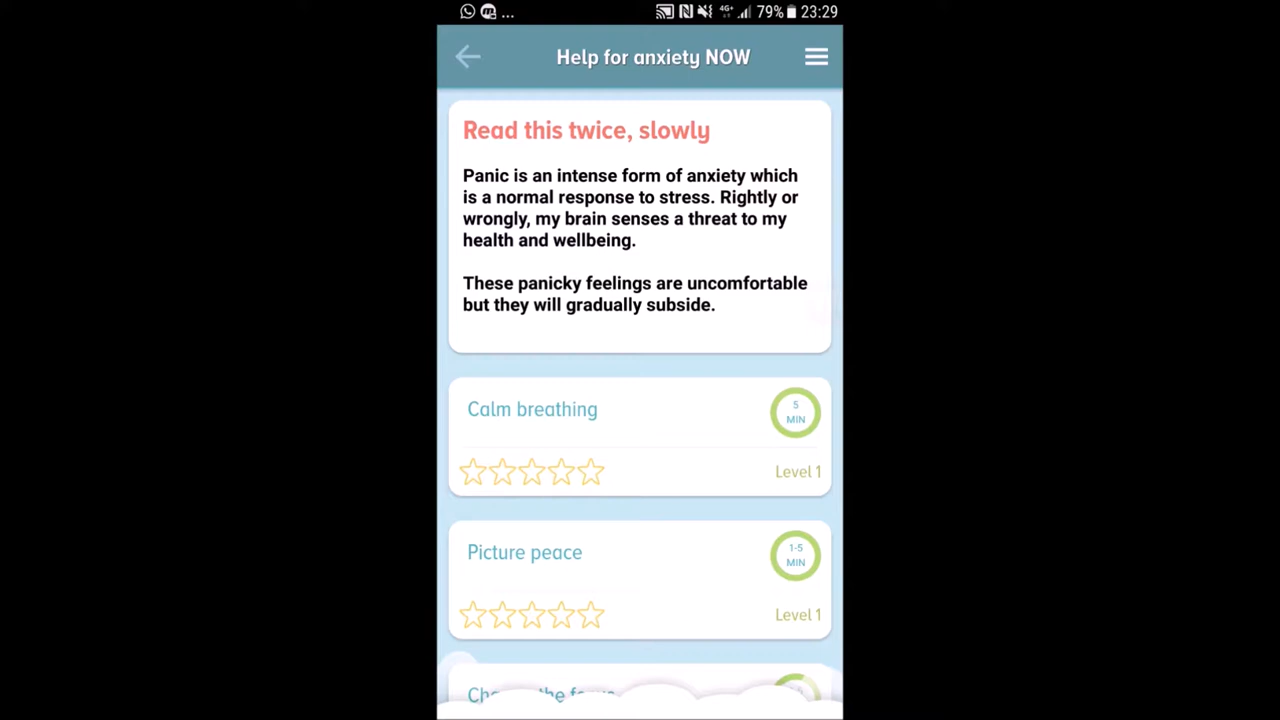 ... 4G+ 79% 23:29
Help for anxiety NOW
Read this twice, slowly
Panic is an intense form of anxiety which
is a normal response to stress. Rightly or
wrongly, my brain senses a threat to my
health and wellbeing.
These panicky feelings are uncomfortable
but they will gradually subside.
Calm breathing
5
MIN
Level 1
Picture peace
1-5
MIN
Level 1
the